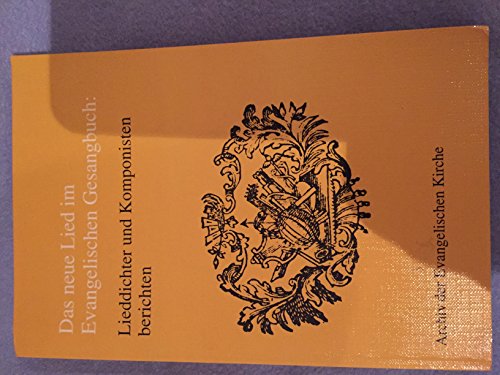 Das neue Lied im
Evangelischen Gesangbuch:
Lieddichter und Komponisten
berichten
Archiv der Evangelischen Kirche